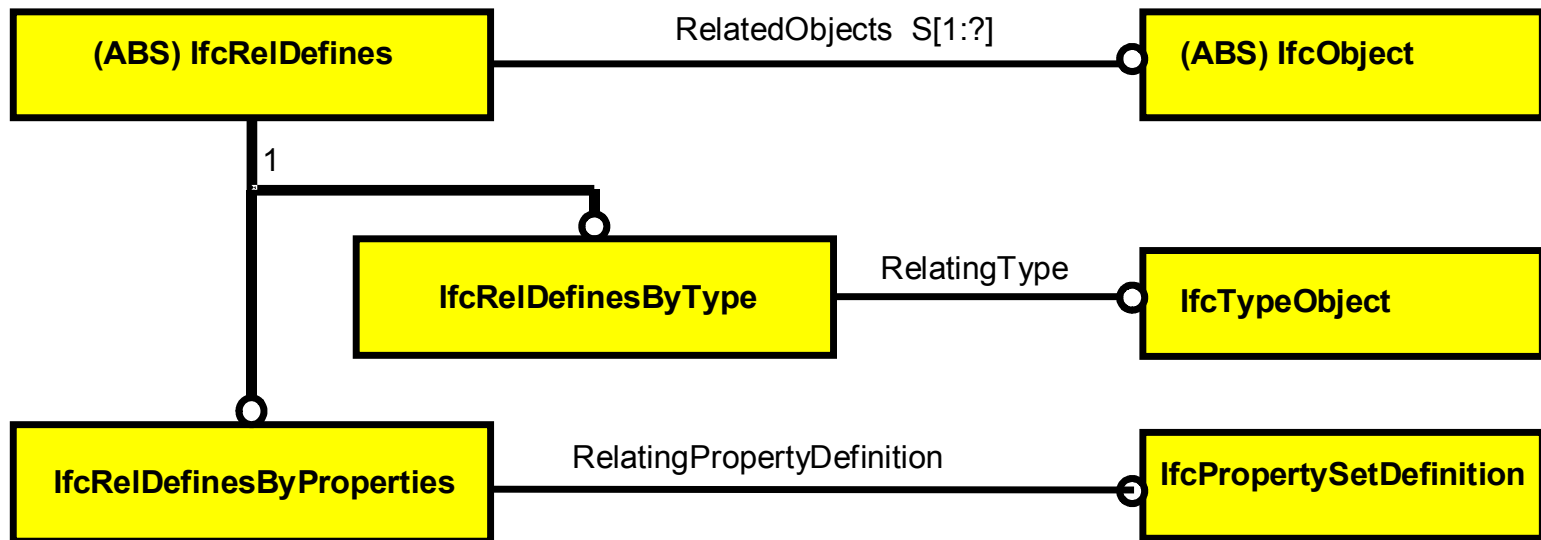 (ABS) IfcRelDefines
RelatedObjects S[1:?]
(ABS) IfcObject
1
IfcRelDefinesByType
RelatingType
IfcTypeObject
IfcRelDefinesByProperties
RelatingPropertyDefinition
IfcPropertySetDefinition